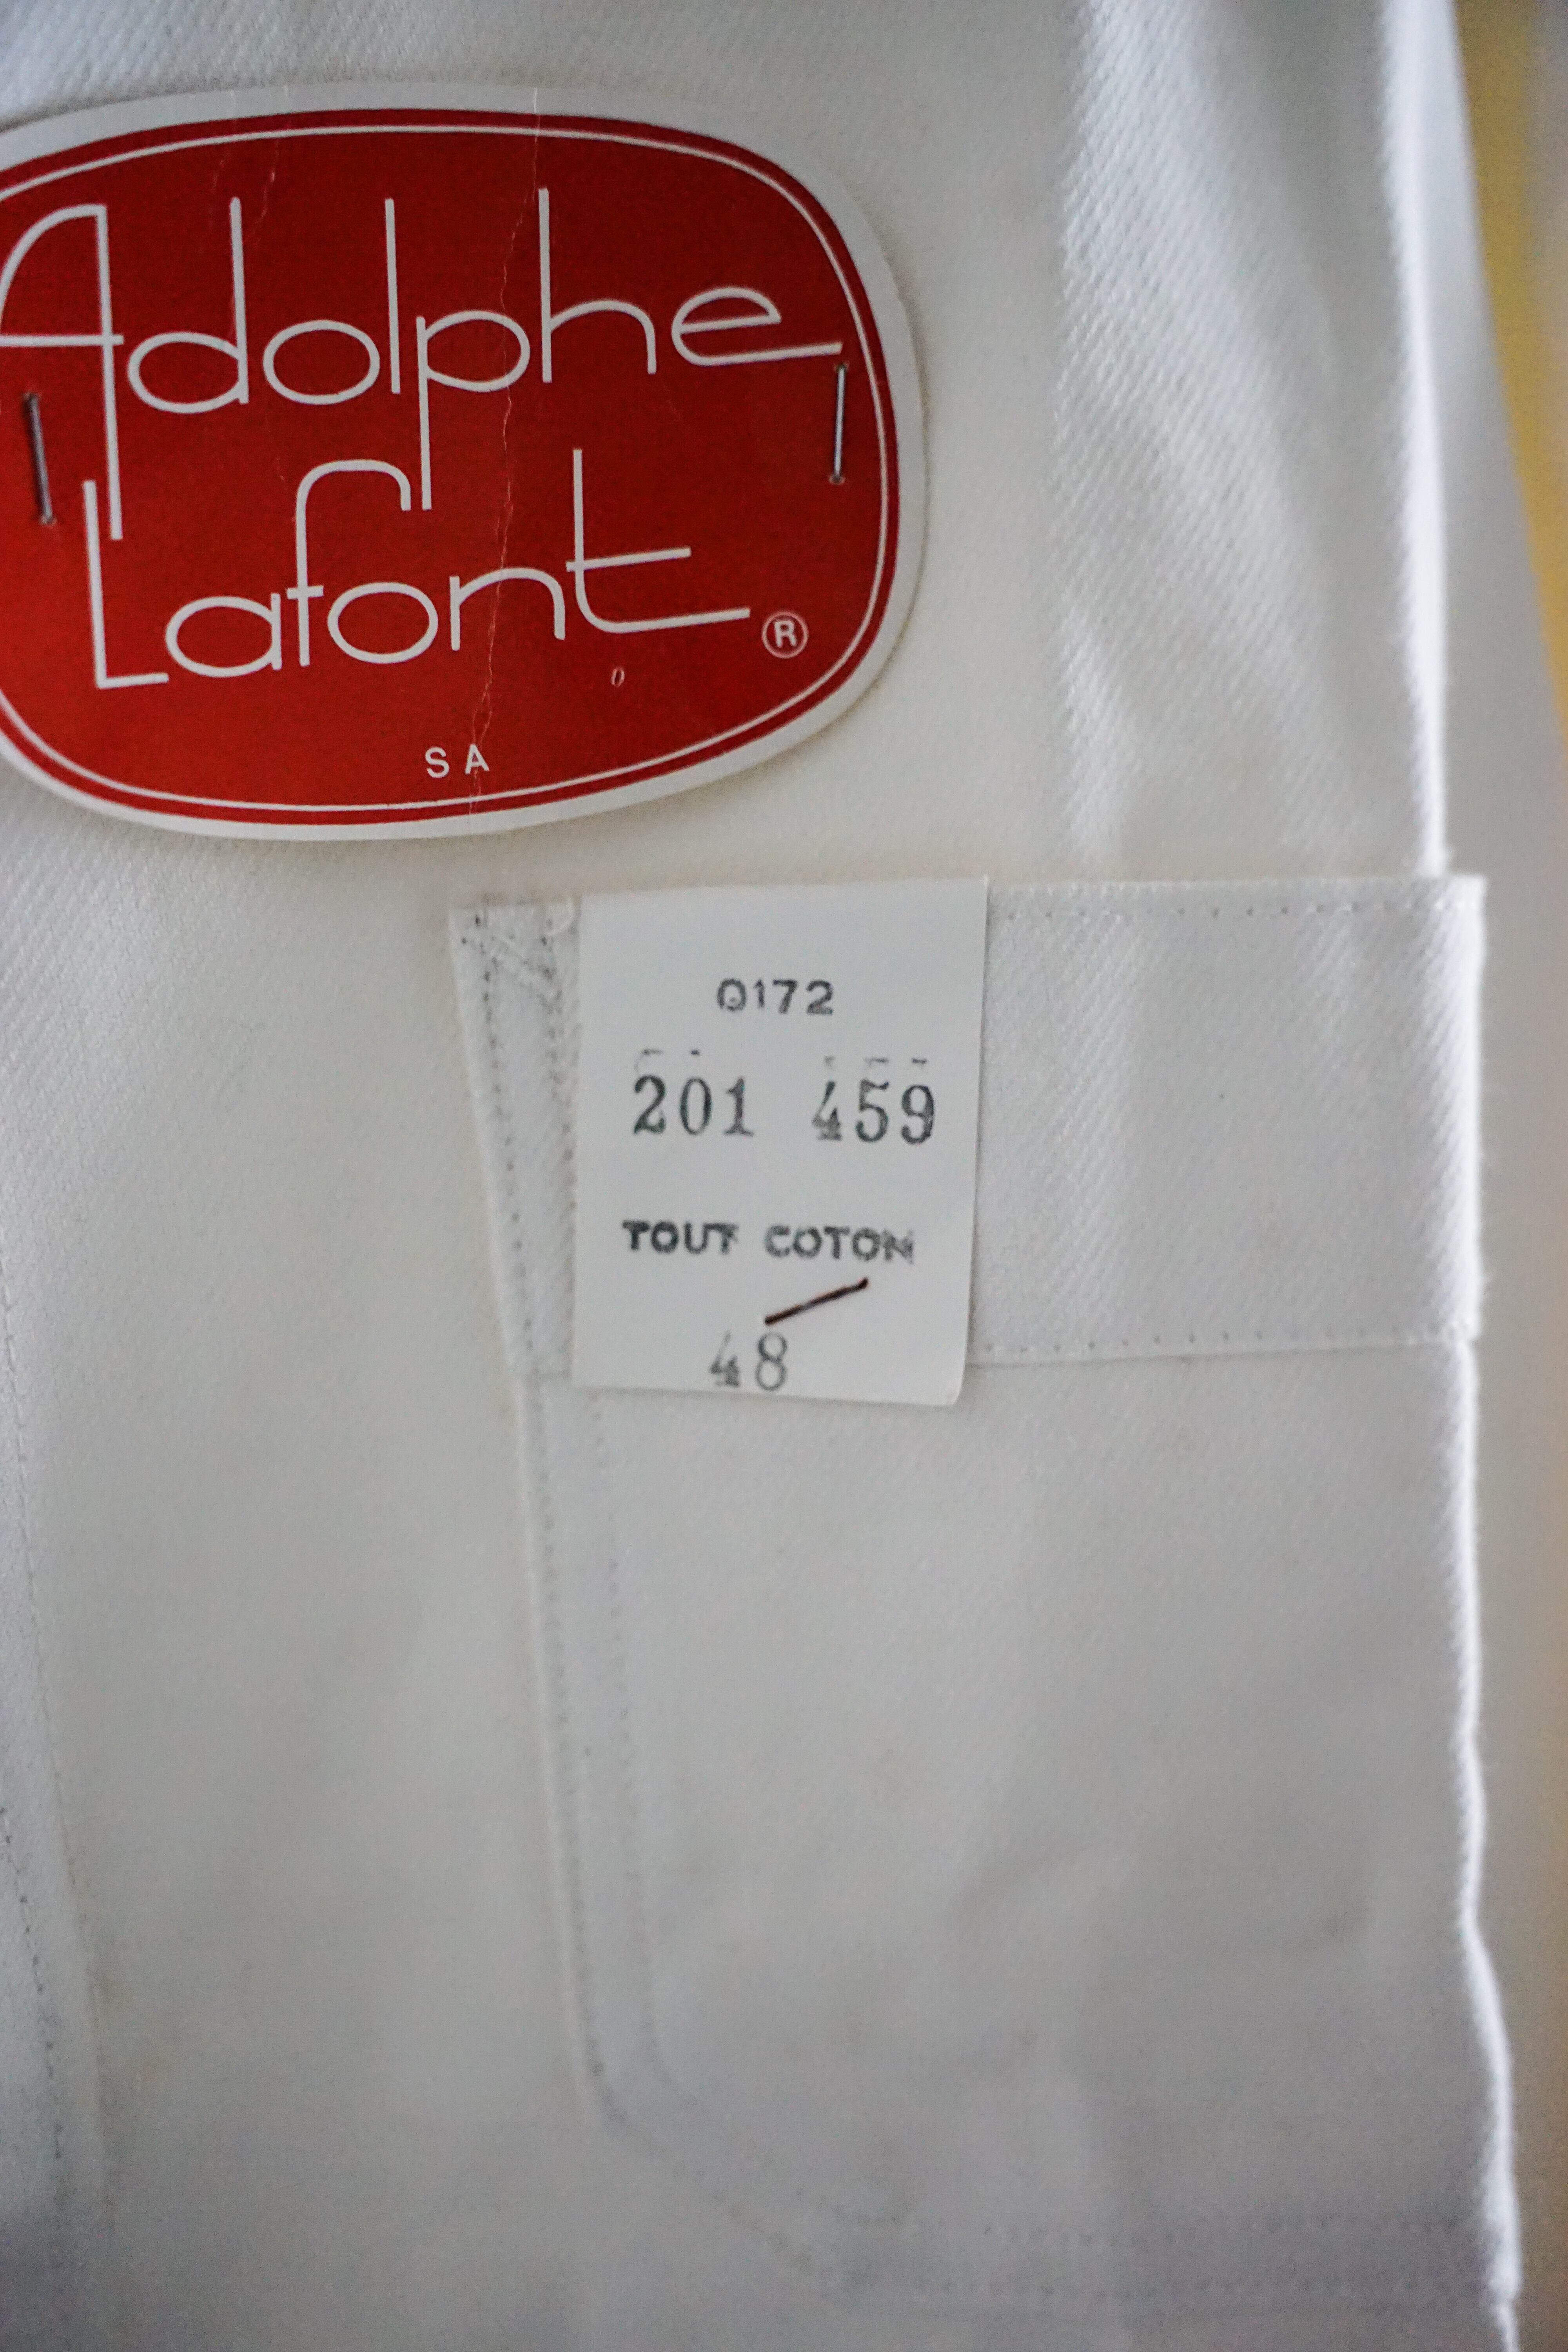 Adolphe
Lafont ®
SA
0172
201 459
TOUT COTON
48